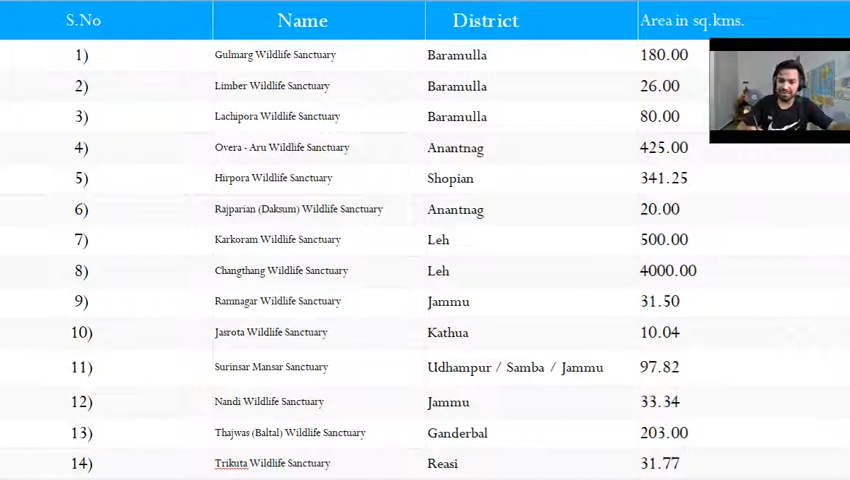 S.No Name District Area in sq.kms.
1) Gulmarg Wildlife Sanctuary Baramulla 180.00
2) Limber Wildlife Sanctuary Baramulla 26.00
3) Lachipora Wildlife Sanctuary Baramulla 80.00
4) Overa - Aru Wildlife Sanctuary Anantnag 425.00
5) Hirpora Wildlife Sanctuary Shopian 341.25
6) Rajparian (Daksum) Wildlife Sanctuary Anantnag 20.00
7) Karkoram Wildlife Sanctuary Leh 500.00
8) Changthang Wildlife Sanctuary Leh 4000.00
9) Ramnagar Wildlife Sanctuary Jammu 31.50
10) Jasrota Wildlife Sanctuary Kathua 10.04
11) Surinsar Mansar Sanctuary Udhampur / Samba / Jammu 97.82
12) Nandi Wildlife Sanctuary Jammu 33.34
13) Thajwas (Baltal) Wildlife Sanctuary Ganderbal 203.00
14) Trikuta Wildlife Sanctuary Reasi 31.77